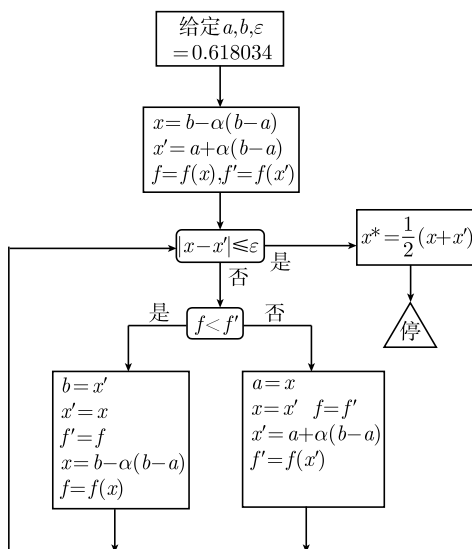 给定a,b,ε
=0.618034
x=b−α(b−a)
x′=a+α(b−a)
f=f(x),f′=f(x′)
|x−x′|≤ε
是
x*=1/2(x+x′)
否
停
是
f<f′
否
b=x′
x′=x
f′=f
x=b−α(b−a)
f=f(x)
a=x
x=x′ f=f′
x′=a+α(b−a)
f′=f(x′)